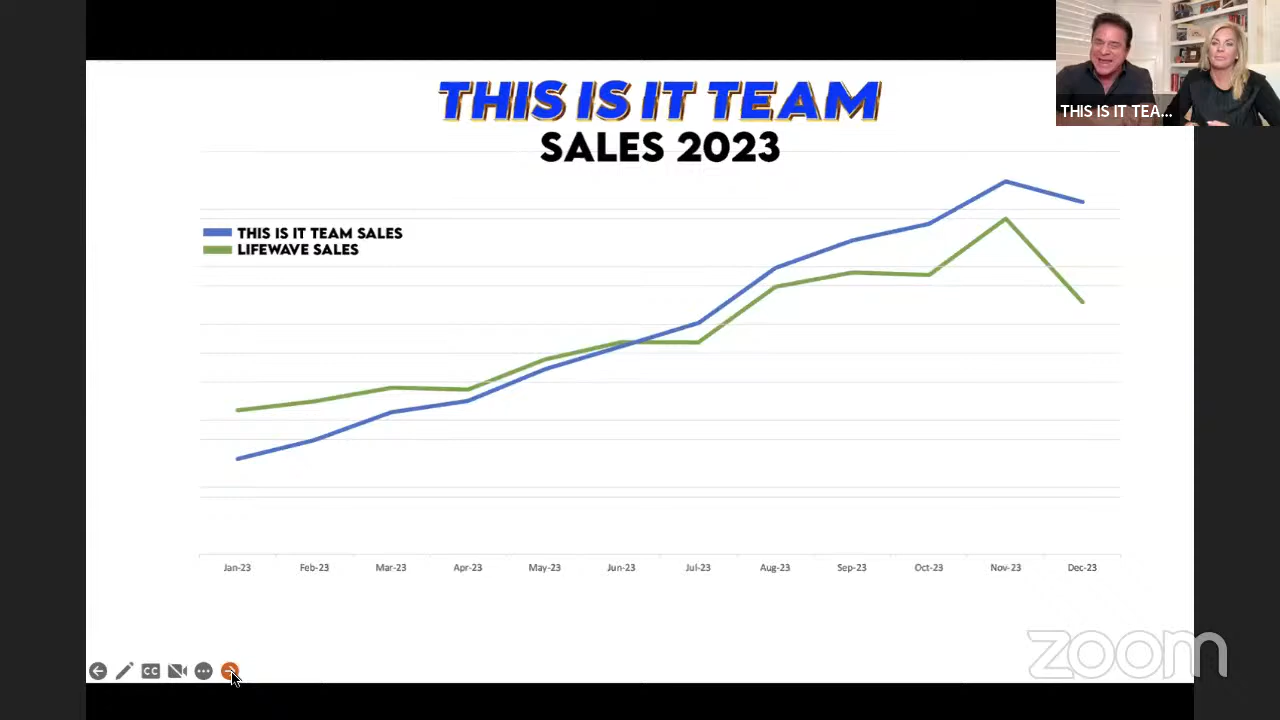 THIS IS IT TEAM
SALES 2023
THIS IS IT TEA...
THIS IS IT TEAM SALES
LIFEWAVE SALES
Jan-23 Feb-23 Mar-23 Apr-23 May-23 Jun-23 Jul-23 Aug-23 Sep-23 Oct-23 Nov-23 Dec-23
CC
zoom